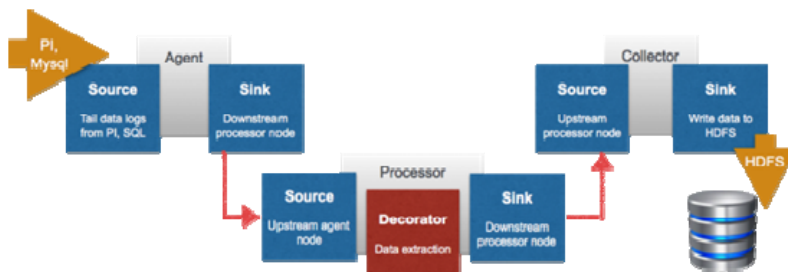 PI,
Mysql
Agent
Source
Tail data logs
from PI, SQL
Sink
Downstream
processor node
Processor
Source
Upstream agent
node
Decorator
Data extraction
Sink
Downstream
processor node
Collector
Source
Upstream
processor node
Sink
Write data to
HDFS
HDFS